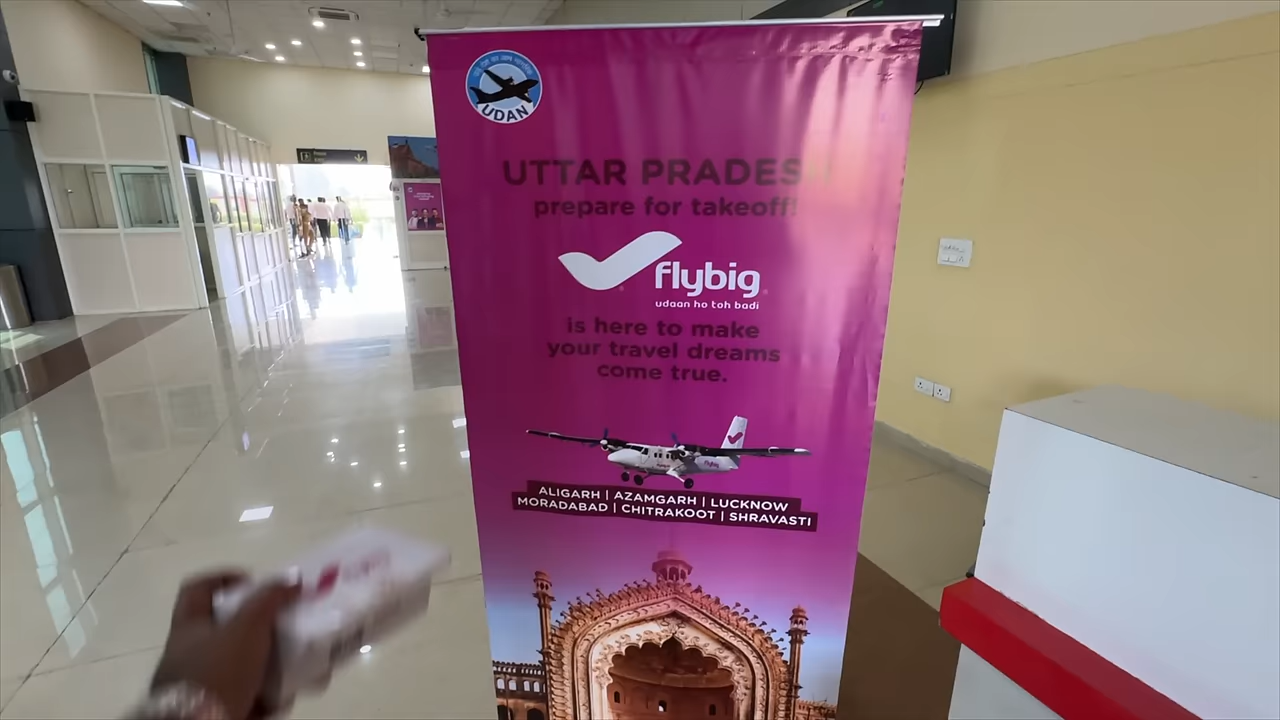 UDAN
UTTAR PRADESH
prepare for takeoff!
flybig
udaan ho toh badi
is here to make
your travel dreams
come true.
flybig
ALIGARH | AZAMGARH | LUCKNOW
MORADABAD | CHITRAKOOT | SHRAVASTI